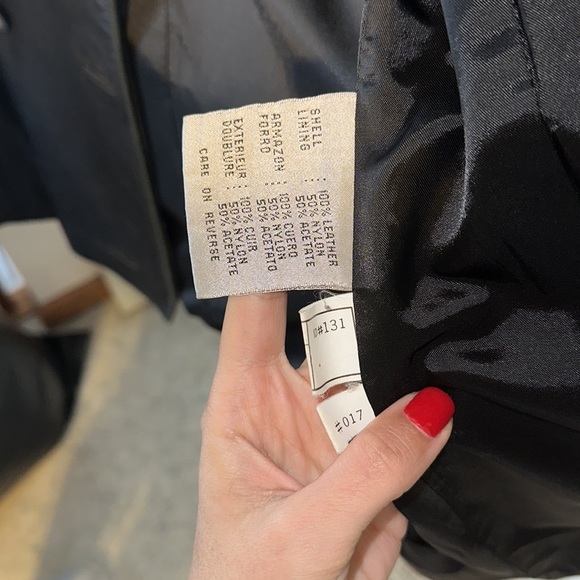 SHELL : 100% LEATHER
LINING : 50% NYLON
50% ACETATE
ARMAZON : 100% CUERO
FORRO : 50% NYLON
50% ACETATO
EXTERIEUR : 100% CUIR
DOUBLURE : 50% NYLON
50% ACETATE
CARE ON REVERSE
#131
#017